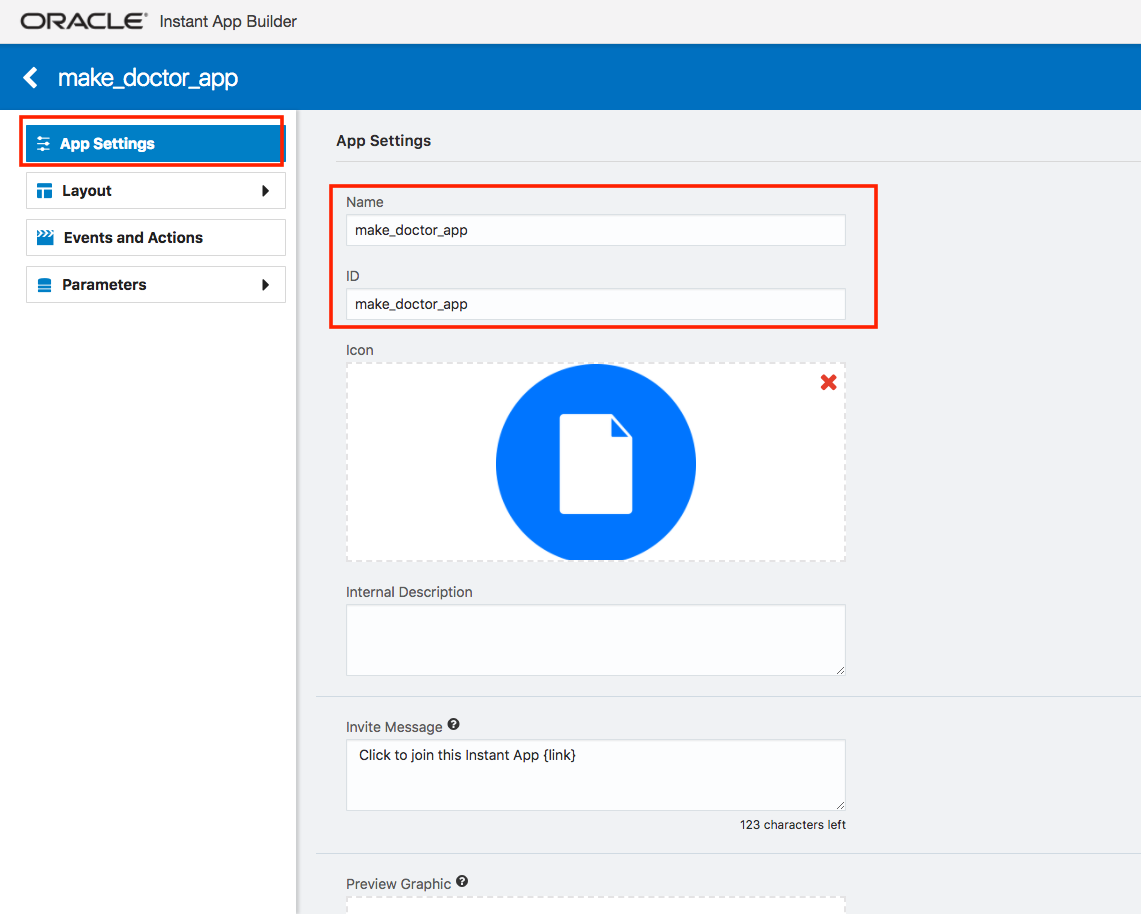 ORACLE® Instant App Builder
make_doctor_app
App Settings
Layout
Events and Actions
Parameters
App Settings
Name
make_doctor_app
ID
make_doctor_app
Icon
Internal Description
Invite Message ?
Click to join this Instant App {link}
123 characters left
Preview Graphic ?